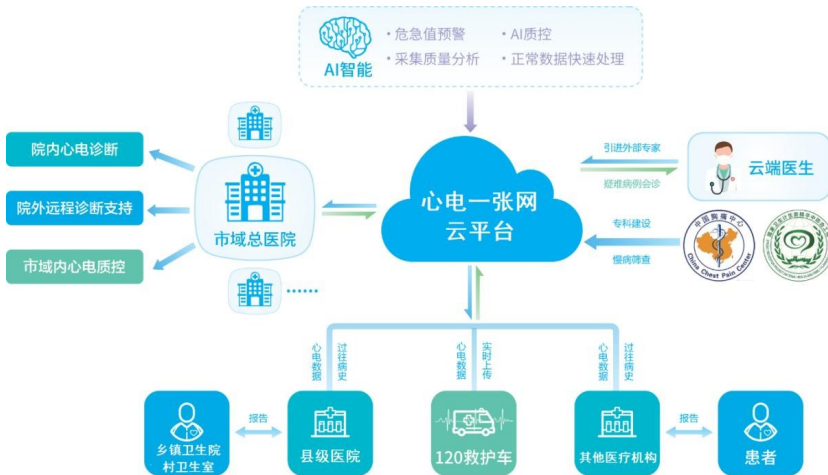 · 危急值预警
· AI质控
· 采集质量分析
· 正常数据快速处理
AI智能
院内心电诊断
院外远程诊断支持
市域内心电质控
市域总医院
……
心电一张网
云平台
引进外部专家
疑难病例会诊
云端医生
专科建设
慢病筛查
中国胸痛中心
China Chest Pain Center
心电数据
过往病史
心电数据
实时上传
心电数据
过往病史
乡镇卫生院
村卫生室
报告
县级医院
120救护车
其他医疗机构
报告
患者